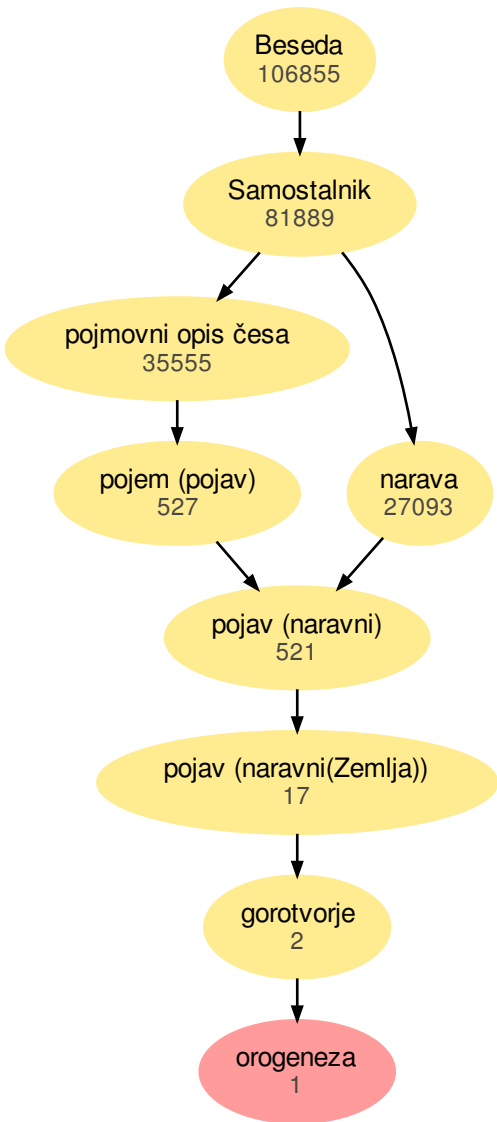 Beseda
106855
Samostalnik
81889
pojmovni opis česa
35555
pojem (pojav)
527
narava
27093
pojav (naravni)
521
pojav (naravni(Zemlja))
17
gorotvorje
2
orogeneza
1